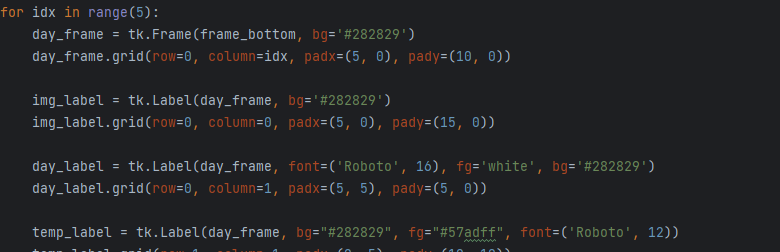 for idx in range(5):
    day_frame = tk.Frame(frame_bottom, bg='#282829')
    day_frame.grid(row=0, column=idx, padx=(5, 0), pady=(10, 0))

    img_label = tk.Label(day_frame, bg='#282829')
    img_label.grid(row=0, column=0, padx=(5, 0), pady=(15, 0))

    day_label = tk.Label(day_frame, font=('Roboto', 16), fg='white', bg='#282829')
    day_label.grid(row=0, column=1, padx=(5, 5), pady=(5, 0))

    temp_label = tk.Label(day_frame, bg="#282829", fg="#57adff", font=('Roboto', 12))